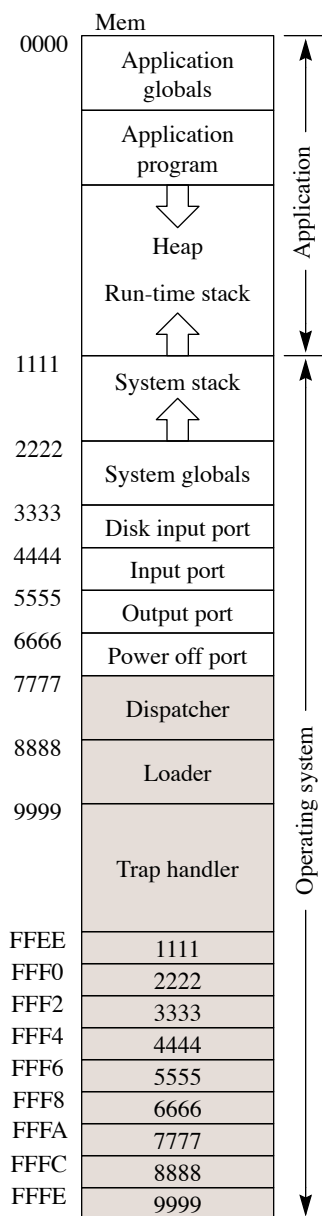 Mem
0000
Application
globals
Application
program
Heap
Run-time stack
Application
1111
System stack
2222
System globals
3333
Disk input port
4444
Input port
5555
Output port
6666
Power off port
7777
Dispatcher
8888
Loader
9999
Trap handler
Operating system
FFEE
1111
FFF0
2222
FFF2
3333
FFF4
4444
FFF6
5555
FFF8
6666
FFFA
7777
FFFC
8888
FFFE
9999